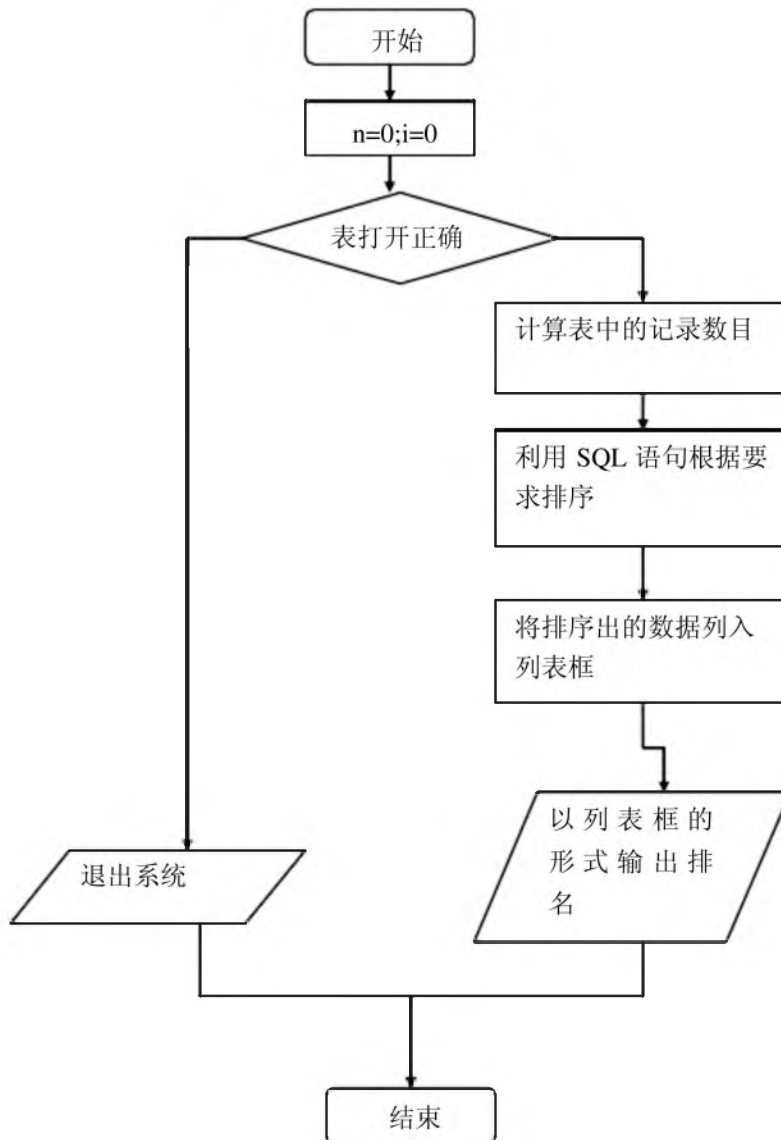 开始
n=0;i=0
表打开正确
计算表中的记录数目
利用 SQL 语句根据要
求排序
将排序出的数据列入
列表框
以列表框的
形式输出排
名
退出系统
结束